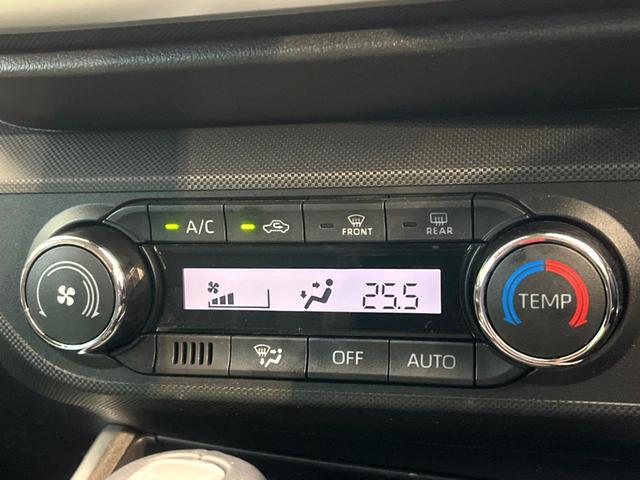 A/C
FRONT
REAR
25.5
TEMP
OFF
AUTO